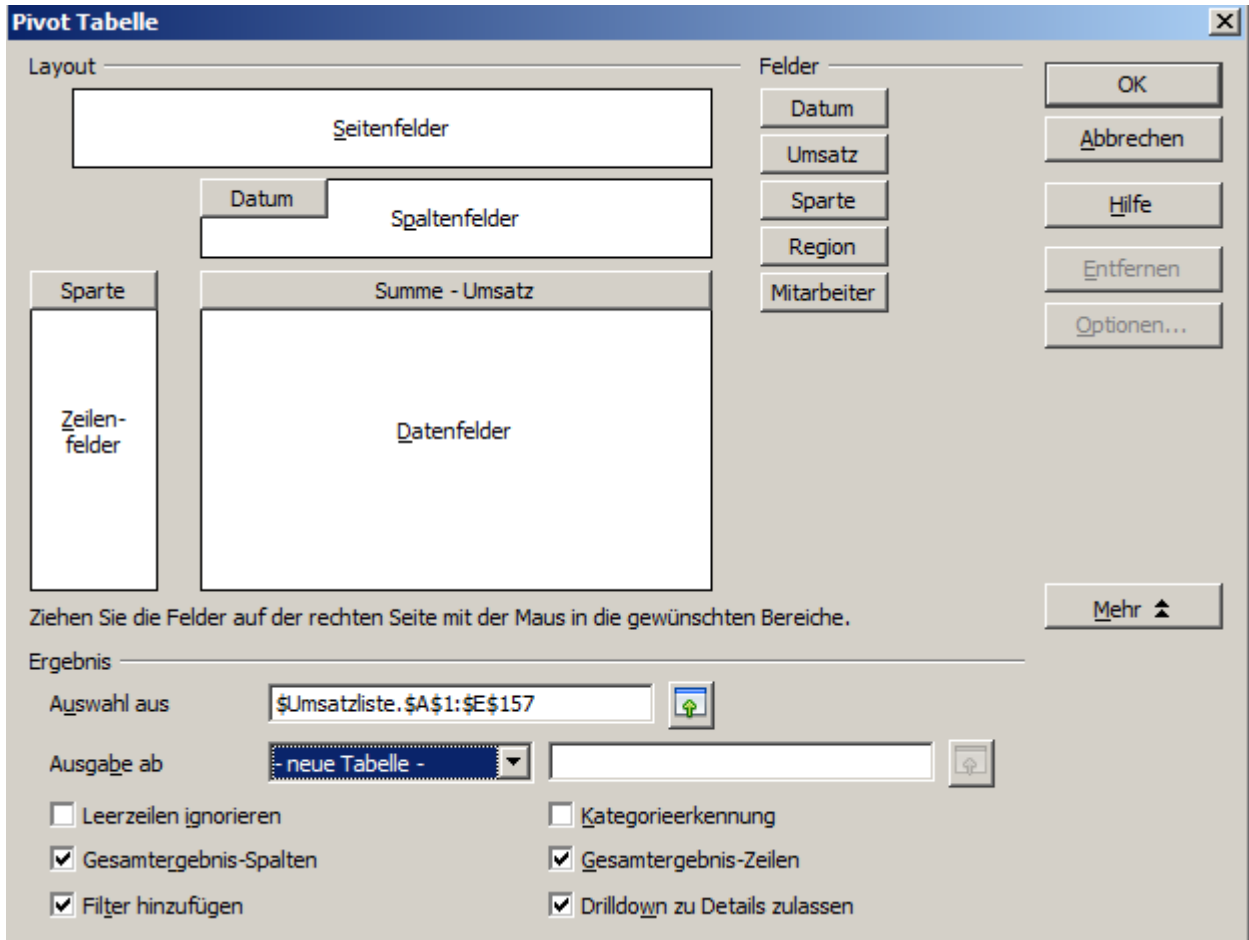 Pivot Tabelle
Layout
Felder
Seitenfelder
Datum
OK
Umsatz
Abbrechen
Datum
Spaltenfelder
Sparte
Hilfe
Region
Entfernen
Sparte
Summe - Umsatz
Mitarbeiter
Optionen...
Zeilen-
felder
Datenfelder
Ziehen Sie die Felder auf der rechten Seite mit der Maus in die gewünschten Bereiche.
Mehr
Ergebnis
Auswahl aus
$Umsatzliste.$A$1:$E$157
Ausgabe ab
- neue Tabelle -
Leerzeilen ignorieren
Kategorieerkennung
Gesamtergebnis-Spalten
Gesamtergebnis-Zeilen
Filter hinzufügen
Drilldown zu Details zulassen